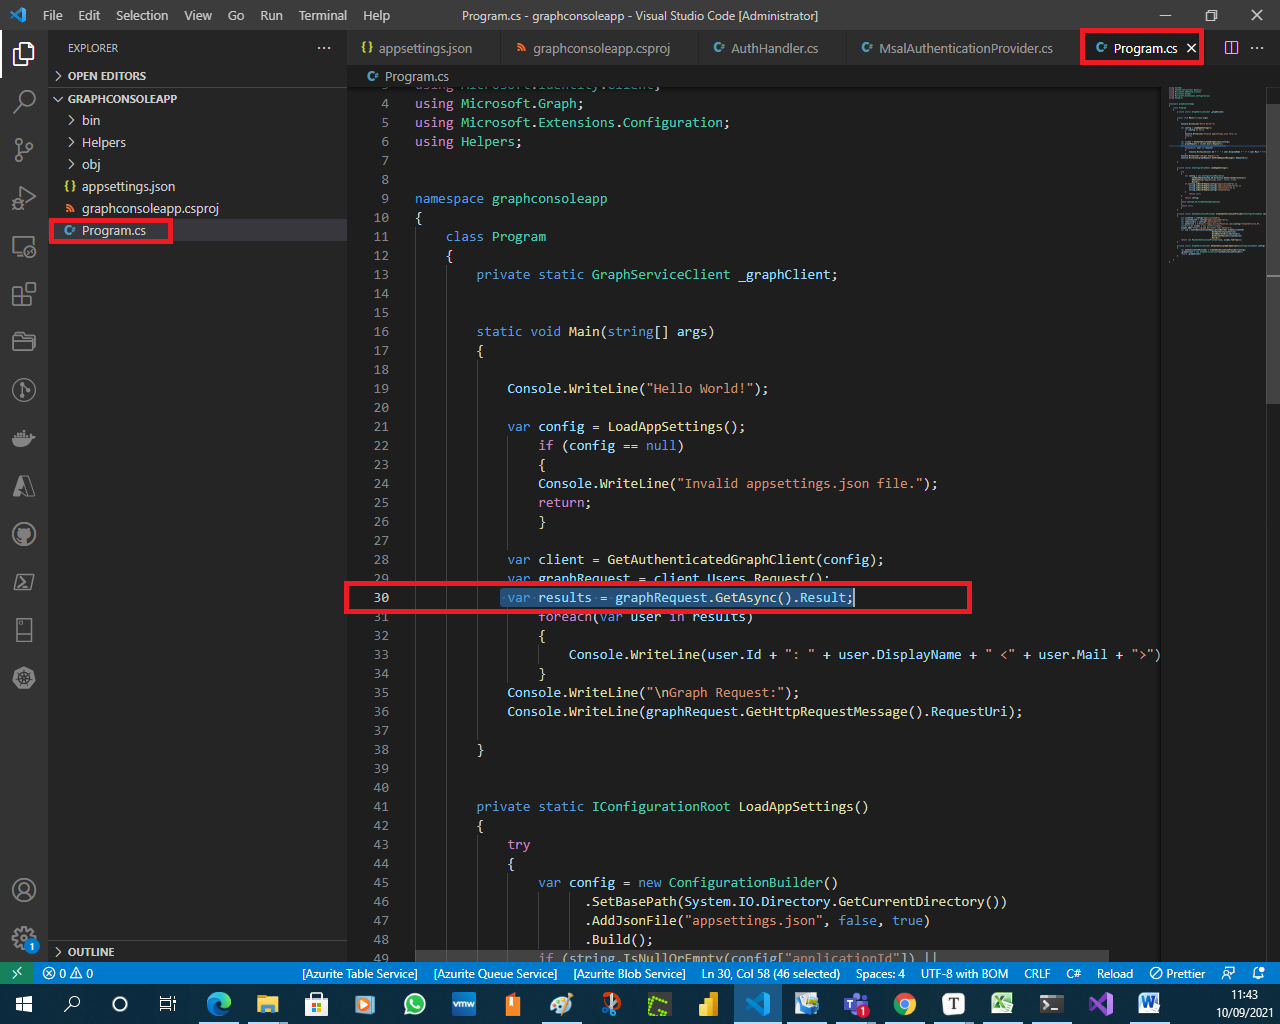 File Edit Selection View Go Run Terminal Help Program.cs - graphconsoleapp - Visual Studio Code [Administrator]
EXPLORER ···
OPEN EDITORS
GRAPHCONSOLEAPP
bin
Helpers
obj
{} appsettings.json
graphconsoleapp.csproj
C# Program.cs
OUTLINE
{} appsettings.json graphconsoleapp.csproj C# AuthHandler.cs C# MsalAuthenticationProvider.cs C# Program.cs
C# Program.cs
3 using Microsoft.Identity.Client;
4 using Microsoft.Graph;
5 using Microsoft.Extensions.Configuration;
6 using Helpers;
7
8
9 namespace graphconsoleapp
10 {
11 class Program
12 {
13 private static GraphServiceClient _graphClient;
14
15
16 static void Main(string[] args)
17 {
18
19 Console.WriteLine("Hello World!");
20
21 var config = LoadAppSettings();
22 if (config == null)
23 {
24 Console.WriteLine("Invalid appsettings.json file.");
25 return;
26 }
27
28 var client = GetAuthenticatedGraphClient(config);
29 var graphRequest = client.Users.Request();
30 var results = graphRequest.GetAsync().Result;
31 foreach(var user in results)
32 {
33 Console.WriteLine(user.Id + ": " + user.DisplayName + " <" + user.Mail + ">")
34 }
35 Console.WriteLine("\nGraph Request:");
36 Console.WriteLine(graphRequest.GetHttpRequestMessage().RequestUri);
37
38 }
39
40
41 private static IConfigurationRoot LoadAppSettings()
42 {
43 try
44 {
45 var config = new ConfigurationBuilder()
46 .SetBasePath(System.IO.Directory.GetCurrentDirectory())
47 .AddJsonFile("appsettings.json", false, true)
48 .Build();
49 if (string.IsNullOrEmpty(config["applicationId"]) ||
1
0 0 [Azurite Table Service] [Azurite Queue Service] [Azurite Blob Service] Ln 30, Col 58 (46 selected) Spaces: 4 UTF-8 with BOM CRLF C# Reload Prettier
vmw T 1 W
11:43
10/09/2021